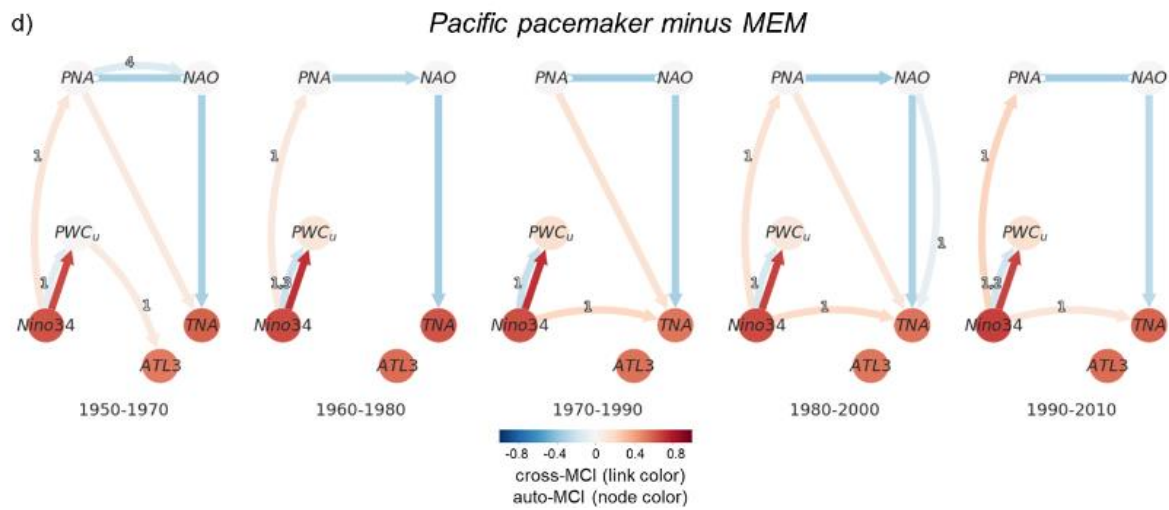 d)
Pacific pacemaker minus MEM
PNA 4 NAO
1
PWCu
1
1
Nino34
TNA
ATL3
1950-1970
PNA NAO
1
PWCu
1,3
Nino34
TNA
ATL3
1960-1980
PNA NAO
PWCu
1
1
Nino34
TNA
ATL3
1970-1990
PNA NAO
1
PWCu
1
1
1
Nino34
TNA
ATL3
1980-2000
PNA NAO
1
PWCu
1,2
1
Nino34
TNA
ATL3
1990-2010
-0.8 -0.4 0 0.4 0.8
cross-MCI (link color)
auto-MCI (node color)